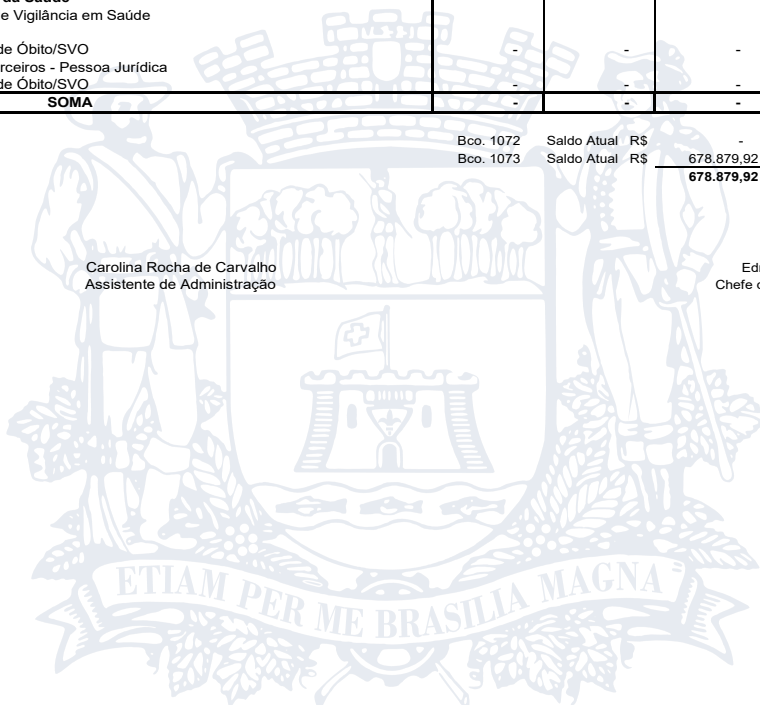 da Saúde
e Vigilância em Saúde
de Óbito/SVO - - -
rceiros - Pessoa Jurídica
de Óbito/SVO - - -
SOMA - - -
Bco. 1072 Saldo Atual R$ -
Bco. 1073 Saldo Atual R$ 678.879,92
678.879,92
Carolina Rocha de Carvalho Edr
Assistente de Administração Chefe d
ETIAM PER ME BRASILIA MAGNA